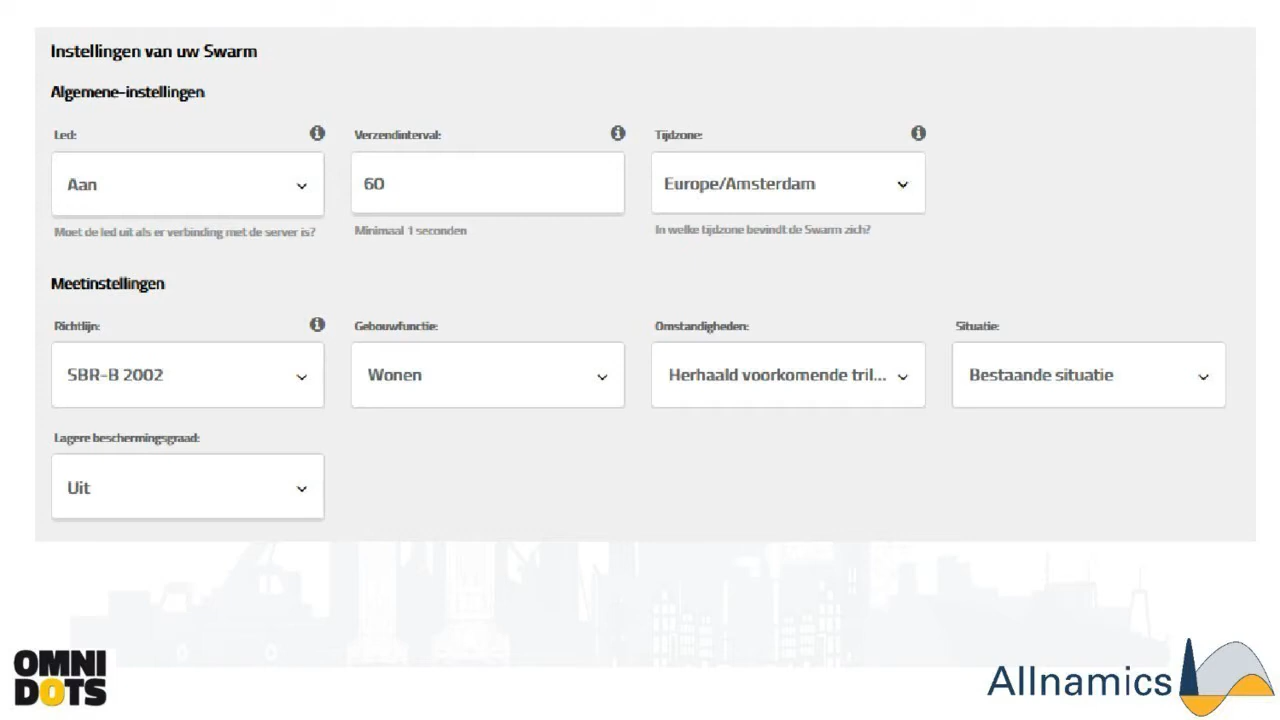 Instellingen van uw Swarm
Algemene-instellingen
Led:
Verzendinterval:
Tijdzone:
Aan
60
Europe/Amsterdam
Moet de led uit als er verbinding met de server is?
Minimaal 1 seconden
In welke tijdzone bevindt de Swarm zich?
Meetinstellingen
Richtlijn:
Gebouwfunctie:
Omstandigheden:
Situatie:
SBR-B 2002
Wonen
Herhaald voorkomende tril...
Bestaande situatie
Lagere beschermingsgraad:
Uit
OMNI
DOTS
Allnamics